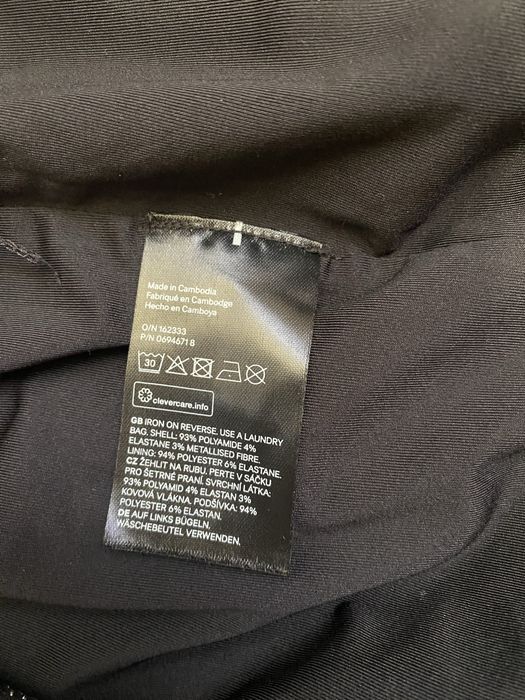 Made in Cambodia
Fabriqué en Cambodge
Hecho en Camboya
O/N 162333
P/N 0694671 8
30
clevercare.info
GB IRON ON REVERSE. USE A LAUNDRY
BAG. SHELL: 93% POLYAMIDE 4%
ELASTANE 3% METALLISED FIBRE.
LINING: 94% POLYESTER 6% ELASTANE.
CZ ŽEHLIT NA RUBU. PERTE V SÁČKU
PRO ŠETRNÉ PRANÍ. SVRCHNÍ LÁTKA:
93% POLYAMID 4% ELASTAN 3%
KOVOVÁ VLÁKNA. PODŠÍVKA: 94%
POLYESTER 6% ELASTAN.
DE AUF LINKS BÜGELN.
WÄSCHEBEUTEL VERWENDEN.